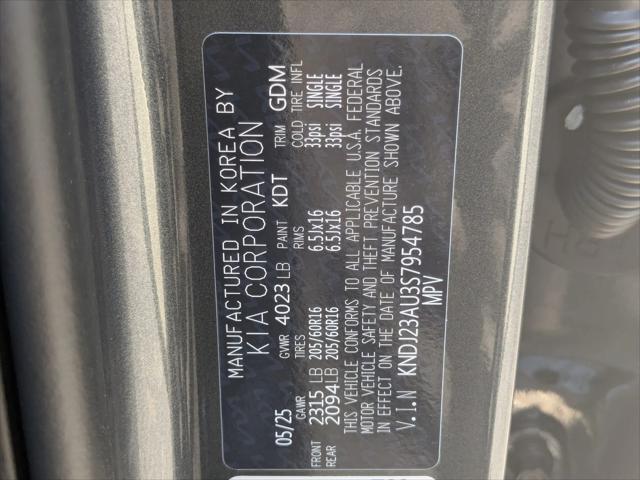 MANUFACTURED IN KOREA BY
KIA CORPORATION
05/25 GVWR 4023 LB PAINT KDT TRIM GDM
GAWR TIRES RIMS COLD TIRE INFL
FRONT 2315 LB 205/60R16 6.5Jx16 33psi SINGLE
REAR 2094LB 205/60R16 6.5Jx16 33psi SINGLE
THIS VEHICLE CONFORMS TO ALL APPLICABLE U.S.A. FEDERAL
MOTOR VEHICLE SAFETY AND THEFT PREVENTION STANDARDS
IN EFFECT ON THE DATE OF MANUFACTURE SHOWN ABOVE.
V.I.N KNDJ23AU3S7954785
MPV